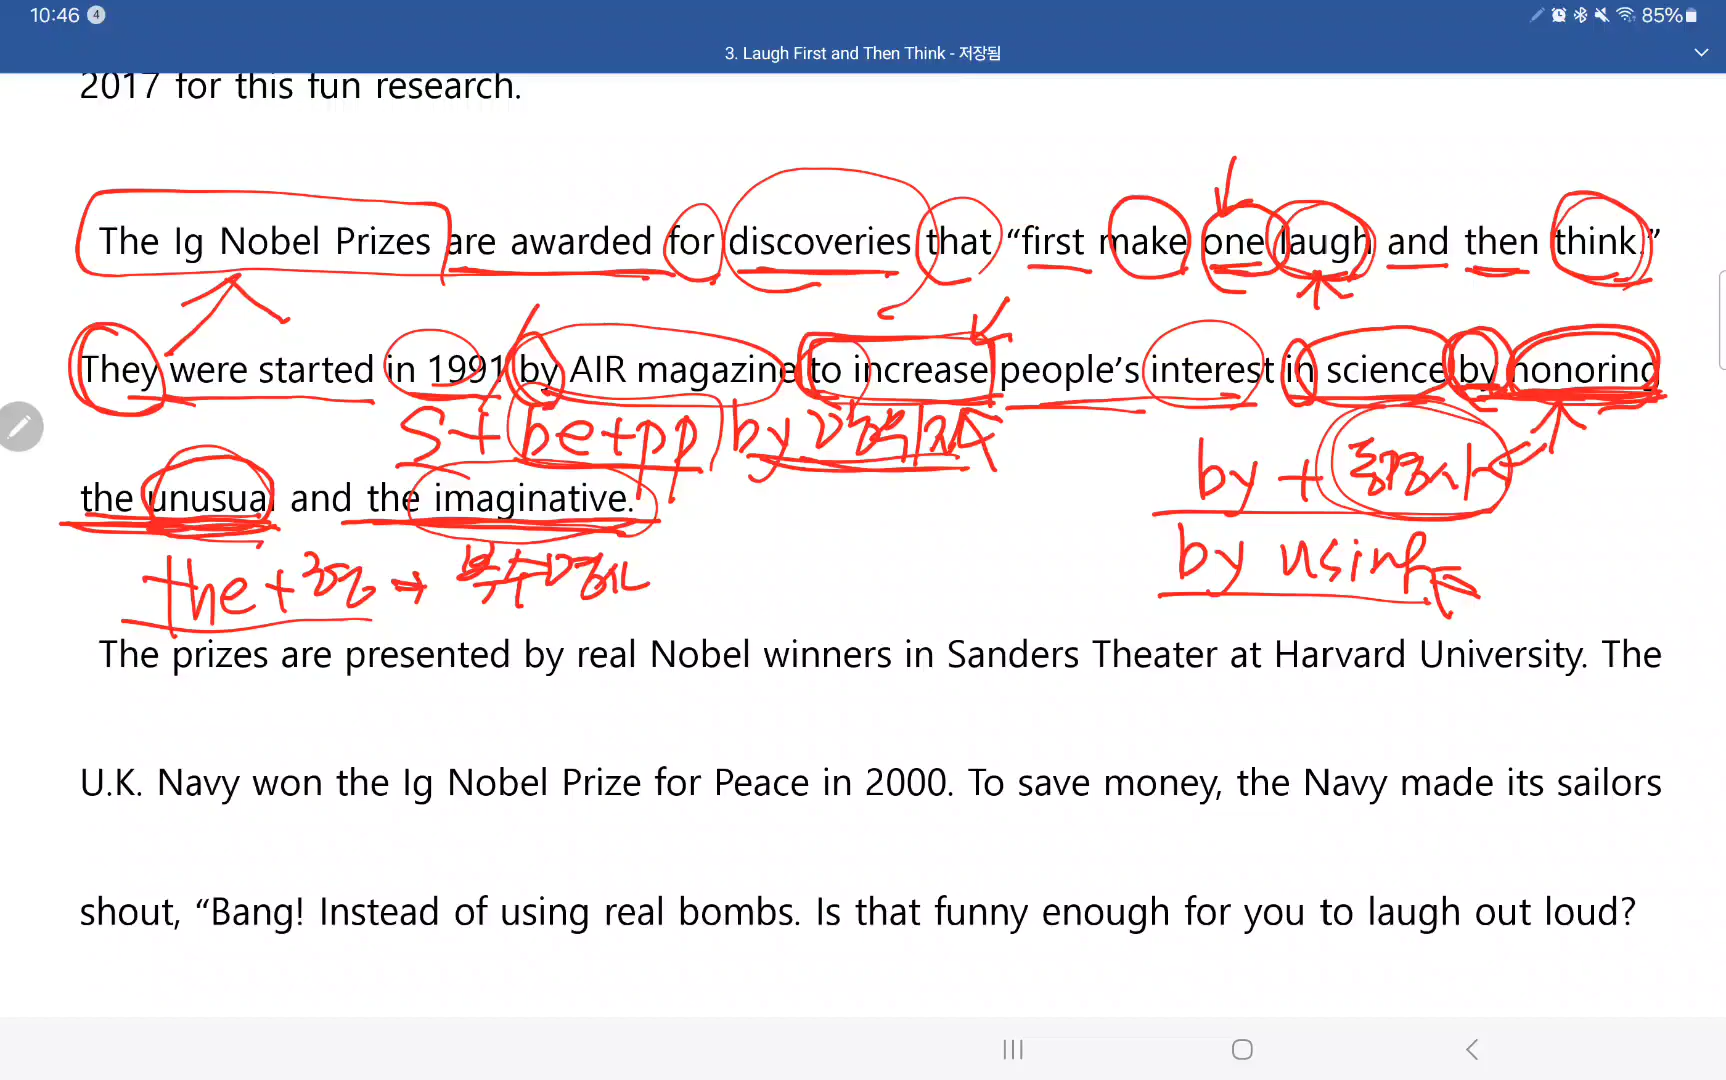 10:46 4 85%
3. Laugh First and Then Think - 저장됨
2017 for this fun research.
The Ig Nobel Prizes are awarded for discoveries that “first make one laugh and then think.”
They were started in 1991 by AIR magazine to increase people’s interest in science by honoring
S + be+pp by
by + 동명사
the unusual and the imaginative.
by using
the + 형용 → 복수명사
The prizes are presented by real Nobel winners in Sanders Theater at Harvard University. The
U.K. Navy won the Ig Nobel Prize for Peace in 2000. To save money, the Navy made its sailors
shout, “Bang! Instead of using real bombs. Is that funny enough for you to laugh out loud?